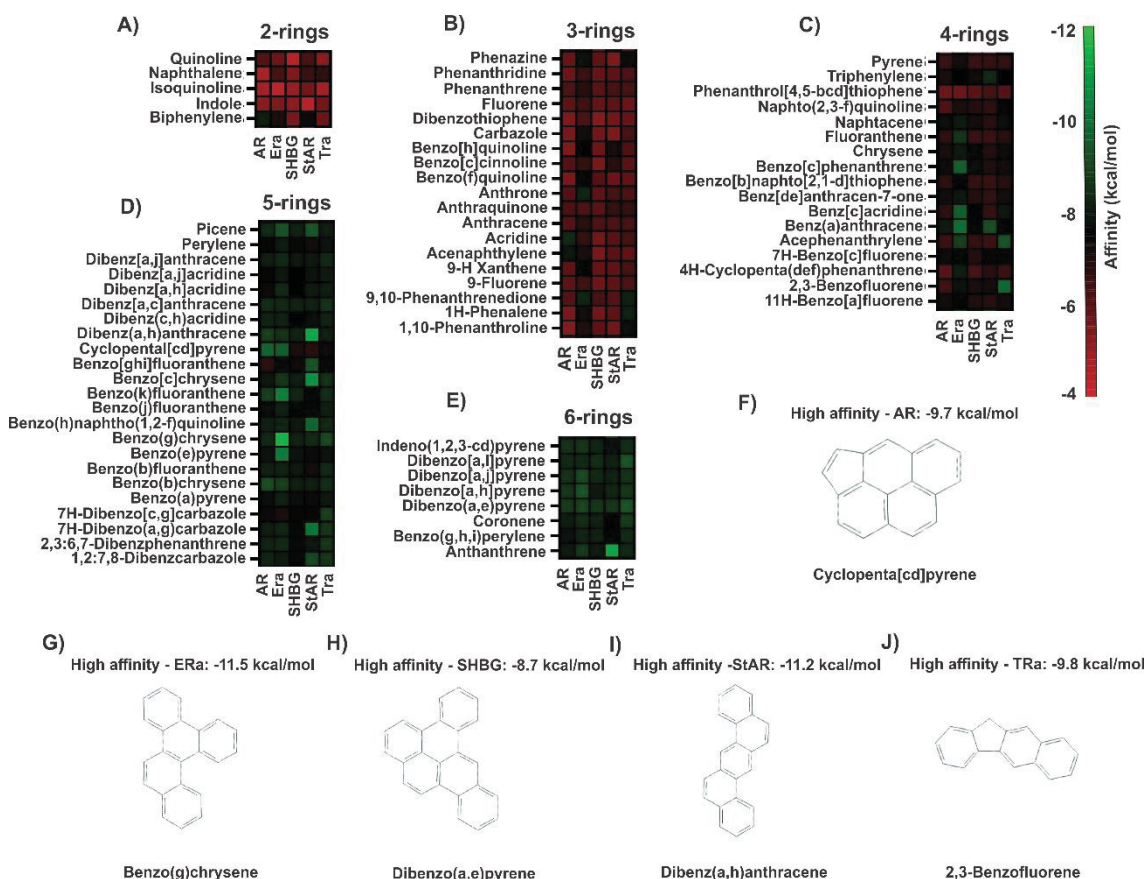 A)
2-rings
Quinoline
Naphthalene
Isoquinoline
Indole
Biphenylene
AR
Era
SHBG
StAR
Tra
B)
3-rings
Phenazine
Phenanthridine
Phenanthrene
Fluorene
Dibenzothiophene
Carbazole
Benzo[h]quinoline
Benzo[c]cinnoline
Benzo(f)quinoline
Anthrone
Anthraquinone
Anthracene
Acridine
Acenaphthylene
9-H Xanthene
9-Fluorene
9,10-Phenanthrenedione
1H-Phenalene
1,10-Phenanthroline
AR
Era
SHBG
StAR
Tra
C)
4-rings
Pyrene
Triphenylene
Phenanthrol[4,5-bcd]thiophene
Naphto(2,3-f)quinoline
Naphtacene
Fluoranthene
Chrysene
Benzo[c]phenanthrene
Benzo[b]naphto[2,1-d]thiophene
Benz[de]anthracen-7-one
Benz[c]acridine
Benz(a)anthracene
Acephenanthrylene
7H-Benzo[c]fluorene
4H-Cyclopenta(def)phenanthrene
2,3-Benzofluorene
11H-Benzo[a]fluorene
AR
Era
SHBG
StAR
Tra
-12
-10
-8
-6
-4
Affinity (kcal/mol)
D)
5-rings
Picene
Perylene
Dibenz[a,j]anthracene
Dibenz[a,j]acridine
Dibenz[a,h]acridine
Dibenz[a,c]anthracene
Dibenz(c,h)acridine
Dibenz(a,h)anthracene
Cyclopental[cd]pyrene
Benzo[ghi]fluoranthene
Benzo[c]chrysene
Benzo(k)fluoranthene
Benzo(j)fluoranthene
Benzo(h)naphtho(1,2-f)quinoline
Benzo(g)chrysene
Benzo(e)pyrene
Benzo(b)fluoranthene
Benzo(b)chrysene
Benzo(a)pyrene
7H-Dibenzo[c,g]carbazole
7H-Dibenzo(a,g)carbazole
2,3:6,7-Dibenzphenanthrene
1,2:7,8-Dibenzcarbazole
AR
Era
SHBG
StAR
Tra
E)
6-rings
Indeno(1,2,3-cd)pyrene
Dibenzo[a,l]pyrene
Dibenzo[a,j]pyrene
Dibenzo[a,h]pyrene
Dibenzo(a,e)pyrene
Coronene
Benzo(g,h,i)perylene
Anthanthrene
AR
Era
SHBG
StAR
Tra
F)
High affinity - AR: -9.7 kcal/mol
Cyclopenta[cd]pyrene
G)
High affinity - ERa: -11.5 kcal/mol
Benzo(g)chrysene
H)
High affinity - SHBG: -8.7 kcal/mol
Dibenzo(a,e)pyrene
I)
High affinity -StAR: -11.2 kcal/mol
Dibenz(a,h)anthracene
J)
High affinity - TRa: -9.8 kcal/mol
2,3-Benzofluorene